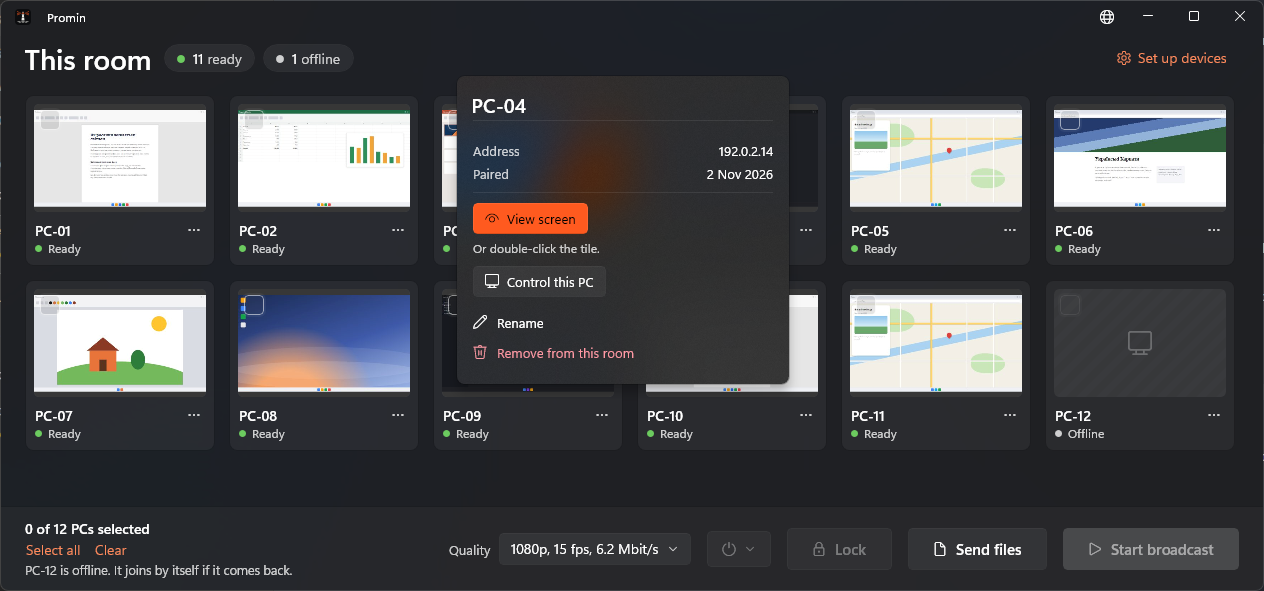 Promin
This room
11 ready
1 offline
Set up devices
PC-01
Ready
PC-02
Ready
PC-04
Address 192.0.2.14
Paired 2 Nov 2026
View screen
Or double-click the tile.
Control this PC
Rename
Remove from this room
PC-05
Ready
PC-06
Ready
PC-07
Ready
PC-08
Ready
PC-09
Ready
PC-10
Ready
PC-11
Ready
PC-12
Offline
0 of 12 PCs selected
Select all Clear
PC-12 is offline. It joins by itself if it comes back.
Quality 1080p, 15 fps, 6.2 Mbit/s
Lock
Send files
Start broadcast